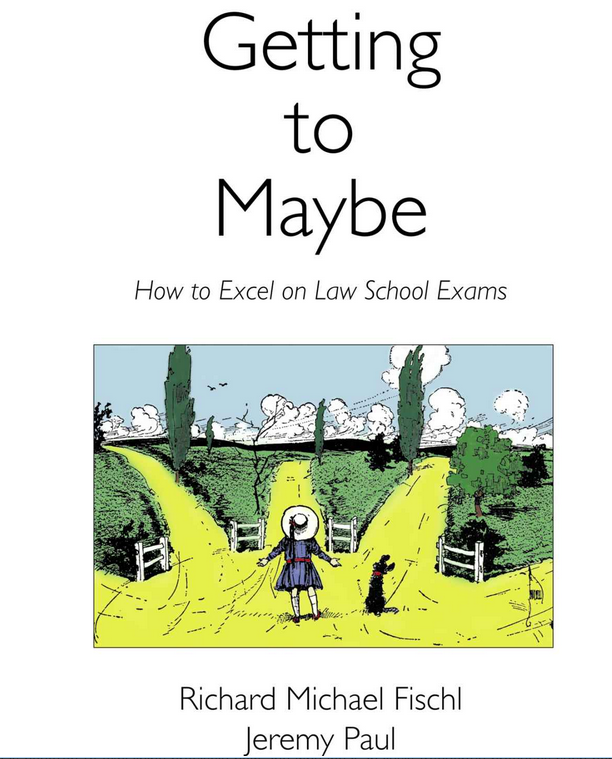 Getting
to
Maybe
How to Excel on Law School Exams
Richard Michael Fischl
Jeremy Paul